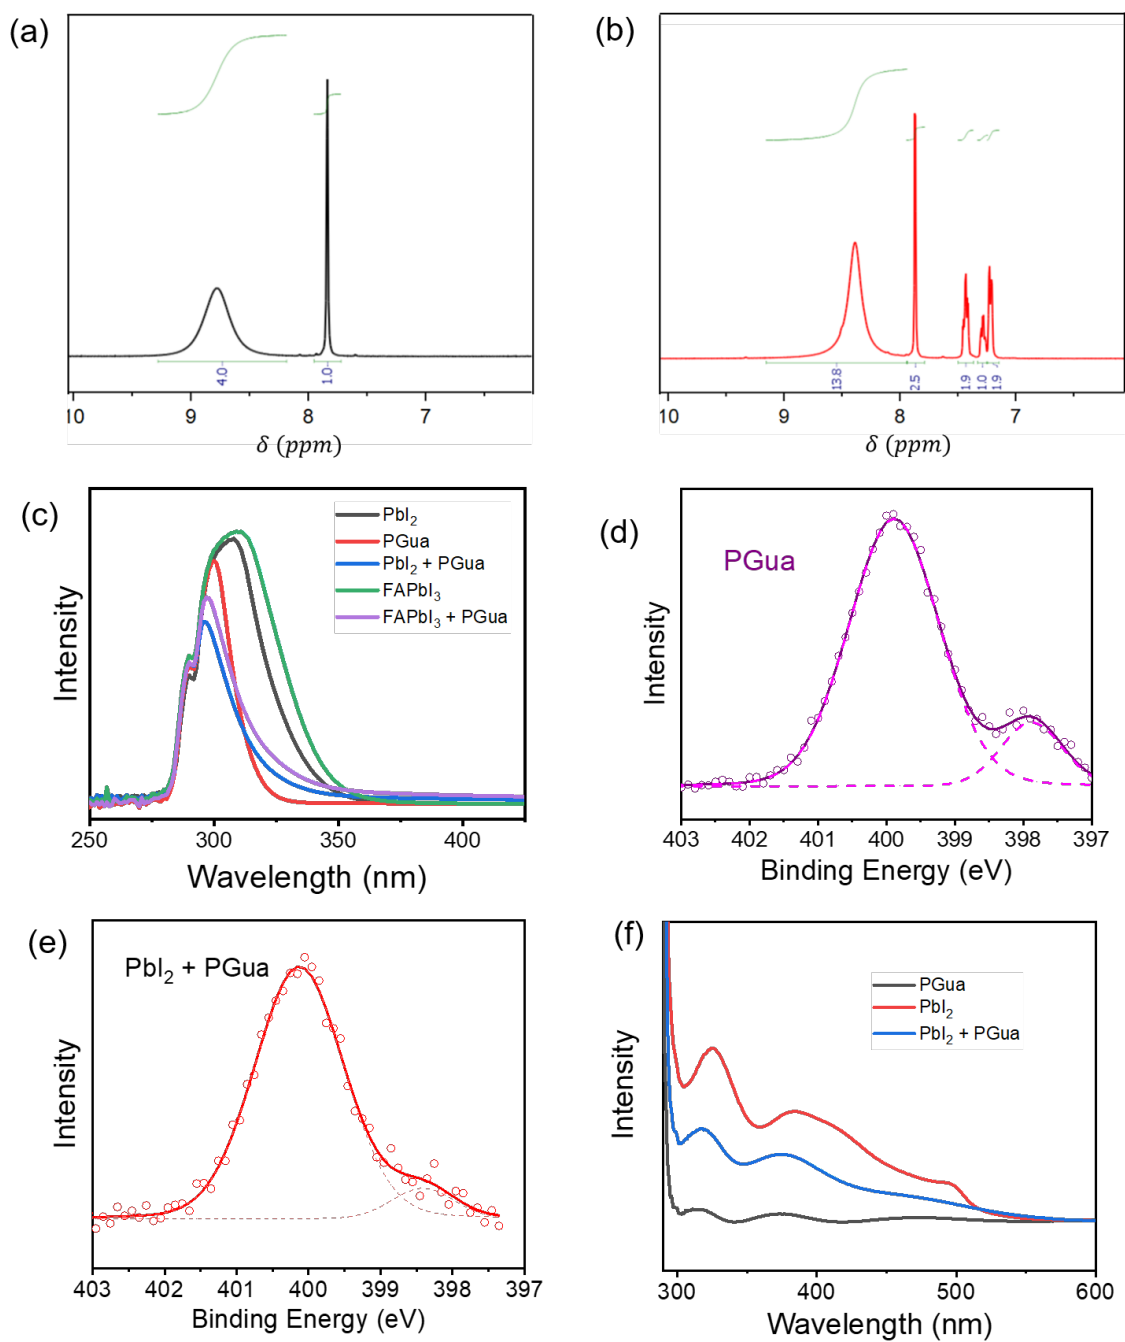 (a)
4.0
1.0
10 9 8 7
δ (ppm)
(b)
13.8
2.5
1.9
1.0
1.9
10 9 8 7
δ (ppm)
(c)
PbI₂
PGua
PbI₂ + PGua
FAPbI₃
FAPbI₃ + PGua
Intensity
250 300 350 400
Wavelength (nm)
(d)
PGua
Intensity
403 402 401 400 399 398 397
Binding Energy (eV)
(e)
PbI₂ + PGua
Intensity
403 402 401 400 399 398 397
Binding Energy (eV)
(f)
PGua
PbI₂
PbI₂ + PGua
Intensity
300 400 500 600
Wavelength (nm)